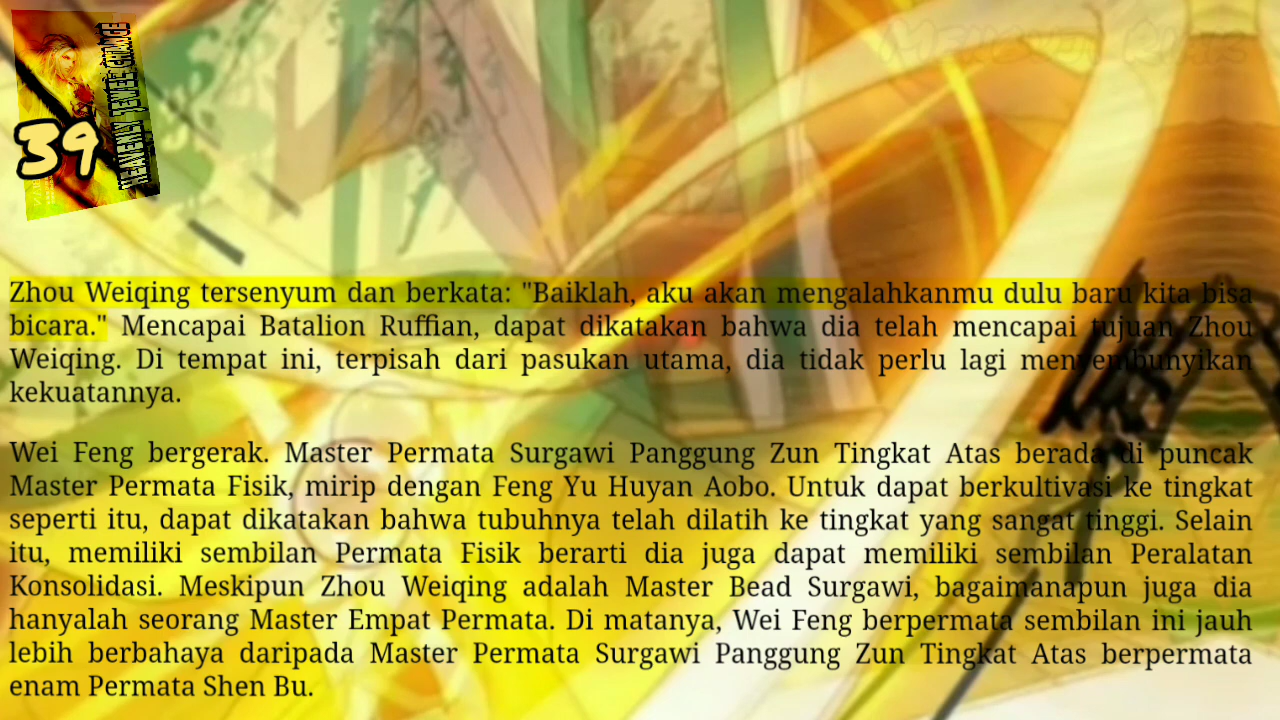 HEAVENLY JEWEL CHANGE
39
Zhou Weiqing tersenyum dan berkata: "Baiklah, aku akan mengalahkanmu dulu baru kita bisa
bicara." Mencapai Batalion Ruffian, dapat dikatakan bahwa dia telah mencapai tujuan Zhou
Weiqing. Di tempat ini, terpisah dari pasukan utama, dia tidak perlu lagi menyembunyikan
kekuatannya.
Wei Feng bergerak. Master Permata Surgawi Panggung Zun Tingkat Atas berada di puncak
Master Permata Fisik, mirip dengan Feng Yu Huyan Aobo. Untuk dapat berkultivasi ke tingkat
seperti itu, dapat dikatakan bahwa tubuhnya telah dilatih ke tingkat yang sangat tinggi. Selain
itu, memiliki sembilan Permata Fisik berarti dia juga dapat memiliki sembilan Peralatan
Konsolidasi. Meskipun Zhou Weiqing adalah Master Bead Surgawi, bagaimanapun juga dia
hanyalah seorang Master Empat Permata. Di matanya, Wei Feng berpermata sembilan ini jauh
lebih berbahaya daripada Master Permata Surgawi Panggung Zun Tingkat Atas berpermata
enam Permata Shen Bu.